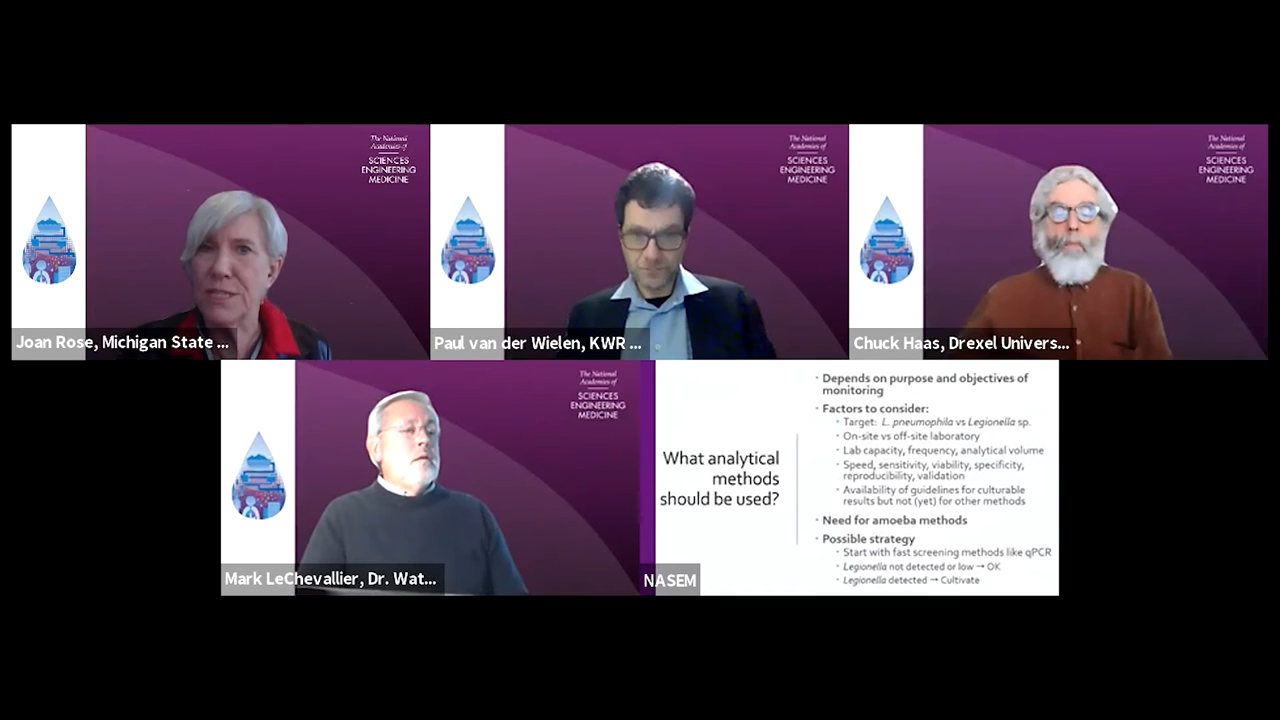 The National
Academies of
SCIENCES
ENGINEERING
MEDICINE
Joan Rose, Michigan State ...
The National
Academies of
SCIENCES
ENGINEERING
MEDICINE
Paul van der Wielen, KWR ...
The National
Academies of
SCIENCES
ENGINEERING
MEDICINE
Chuck Haas, Drexel Univers...
The National
Academies of
SCIENCES
ENGINEERING
MEDICINE
Mark LeChevallier, Dr. Wat...
What analytical
methods
should be used?
• Depends on purpose and objectives of
monitoring
• Factors to consider:
• Target: L. pneumophila vs Legionella sp.
• On-site vs off-site laboratory
• Lab capacity, frequency, analytical volume
• Speed, sensitivity, viability, specificity,
reproducibility, validation
• Availability of guidelines for culturable
results but not (yet) for other methods
• Need for amoeba methods
• Possible strategy
• Start with fast screening methods like qPCR
• Legionella not detected or low → OK
• Legionella detected → Cultivate
NASEM